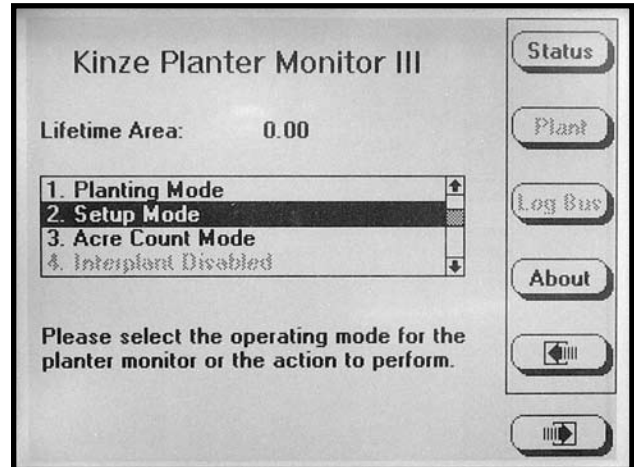 Kinze Planter Monitor III
Lifetime Area: 0.00
1. Planting Mode
2. Setup Mode
3. Acre Count Mode
4. Interplant Disabled
Please select the operating mode for the
planter monitor or the action to perform.
Status
Plant
Log Bus
About